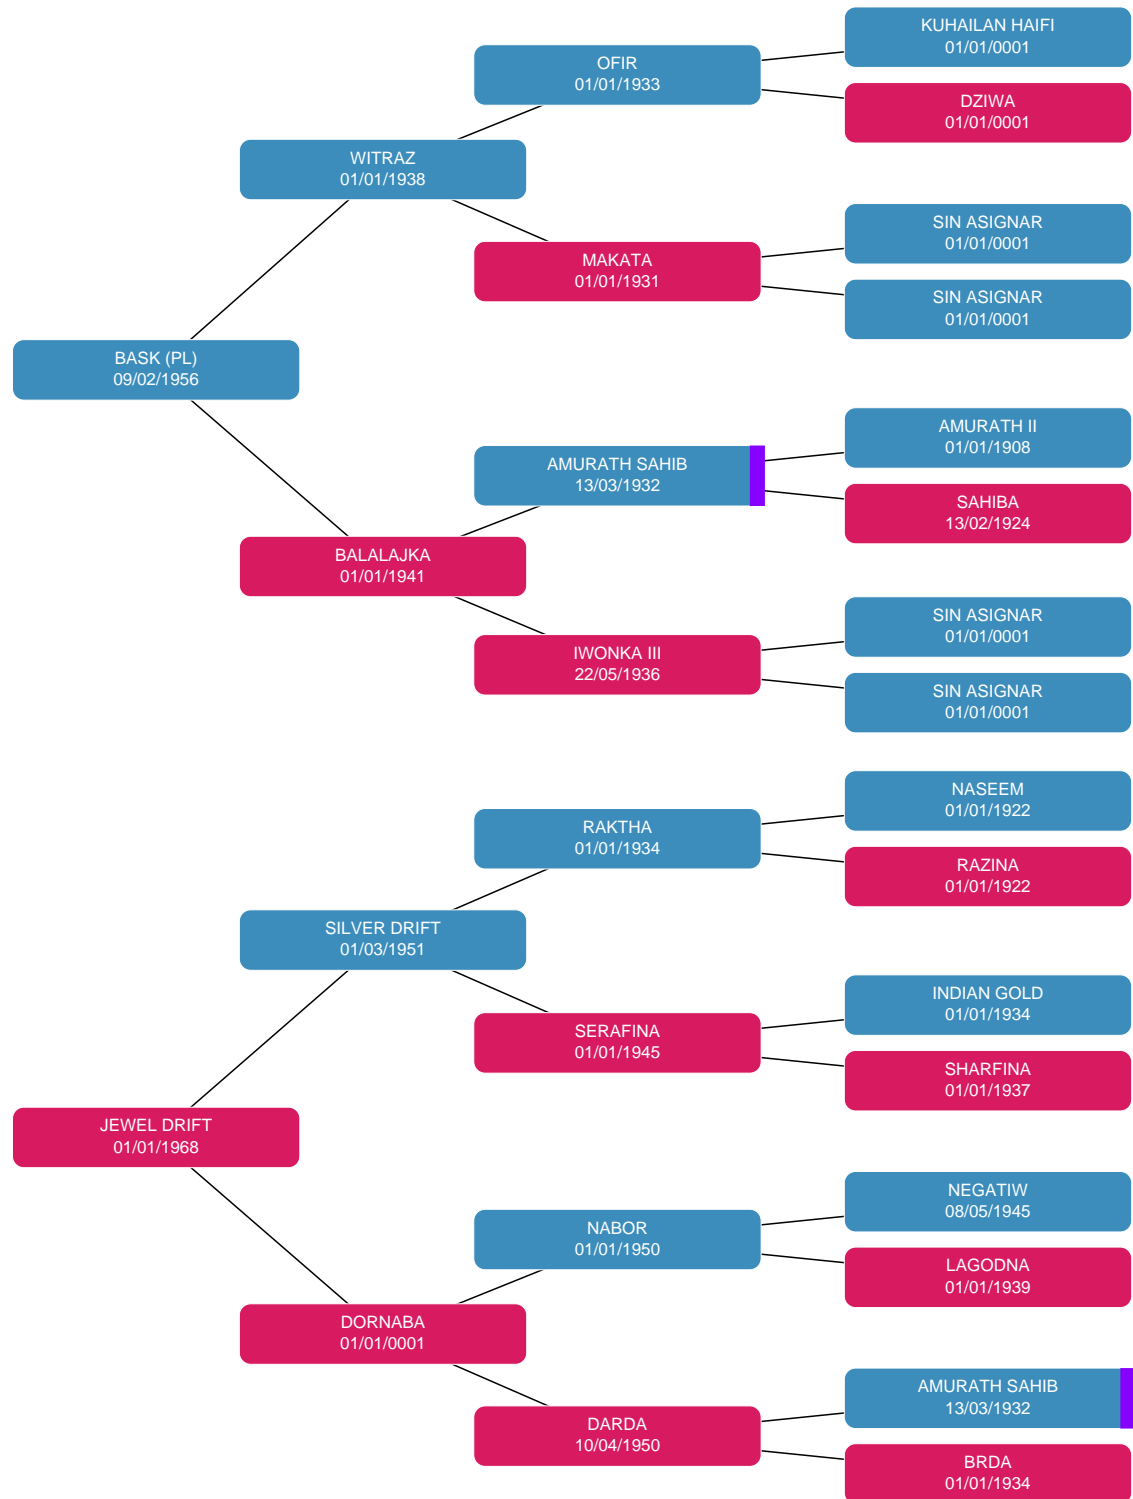 KUHAILAN HAIFI
01/01/0001
OFIR
01/01/1933
DZIWA
01/01/0001
WITRAZ
01/01/1938
SIN ASIGNAR
01/01/0001
MAKATA
01/01/1931
SIN ASIGNAR
01/01/0001
BASK (PL)
09/02/1956
AMURATH II
01/01/1908
AMURATH SAHIB
13/03/1932
SAHIBA
13/02/1924
BALALAJKA
01/01/1941
SIN ASIGNAR
01/01/0001
IWONKA III
22/05/1936
SIN ASIGNAR
01/01/0001
NASEEM
01/01/1922
RAKTHA
01/01/1934
RAZINA
01/01/1922
SILVER DRIFT
01/03/1951
INDIAN GOLD
01/01/1934
SERAFINA
01/01/1945
SHARFINA
01/01/1937
JEWEL DRIFT
01/01/1968
NEGATIW
08/05/1945
NABOR
01/01/1950
LAGODNA
01/01/1939
DORNABA
01/01/0001
AMURATH SAHIB
13/03/1932
DARDA
10/04/1950
BRDA
01/01/1934